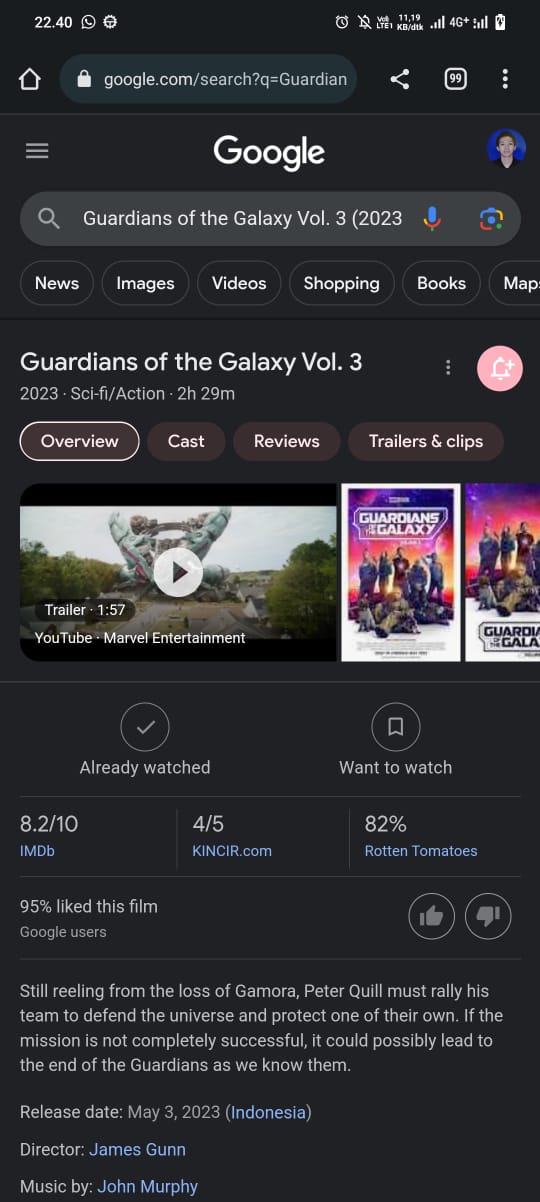 22.40
Vo))
LTE1
11,19
KB/dtk
4G+
google.com/search?q=Guardian
99
Google
Guardians of the Galaxy Vol. 3 (2023
News
Images
Videos
Shopping
Books
Maps
Guardians of the Galaxy Vol. 3
2023 · Sci-fi/Action · 2h 29m
Overview
Cast
Reviews
Trailers & clips
Trailer · 1:57
YouTube · Marvel Entertainment
GUARDIANS
OF THE GALAXY
GUARDIA
OF THE GALA
Already watched
Want to watch
8.2/10
IMDb
4/5
KINCIR.com
82%
Rotten Tomatoes
95% liked this film
Google users
Still reeling from the loss of Gamora, Peter Quill must rally his
team to defend the universe and protect one of their own. If the
mission is not completely successful, it could possibly lead to
the end of the Guardians as we know them.
Release date: May 3, 2023 (Indonesia)
Director: James Gunn
Music by: John Murphy